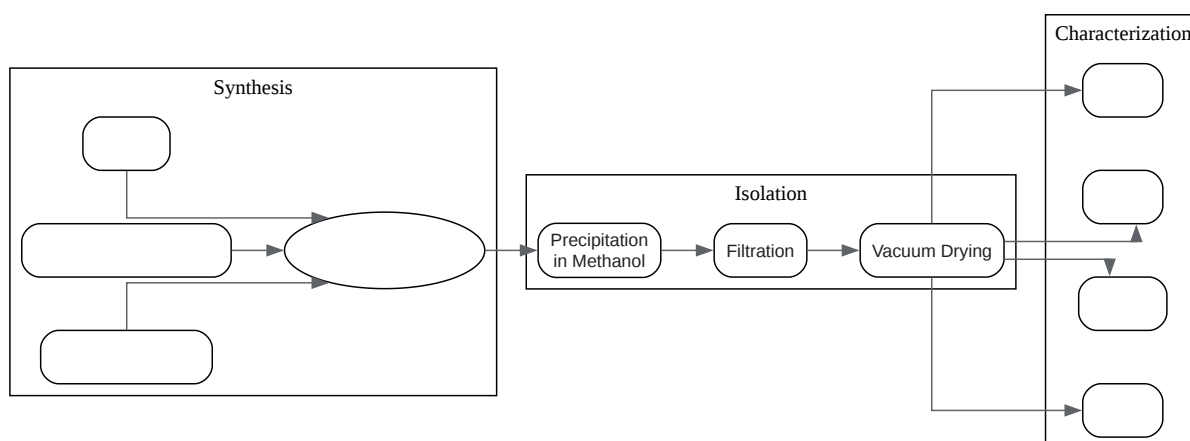 Characterization
Synthesis
Isolation
Precipitation
in Methanol
Filtration
Vacuum Drying